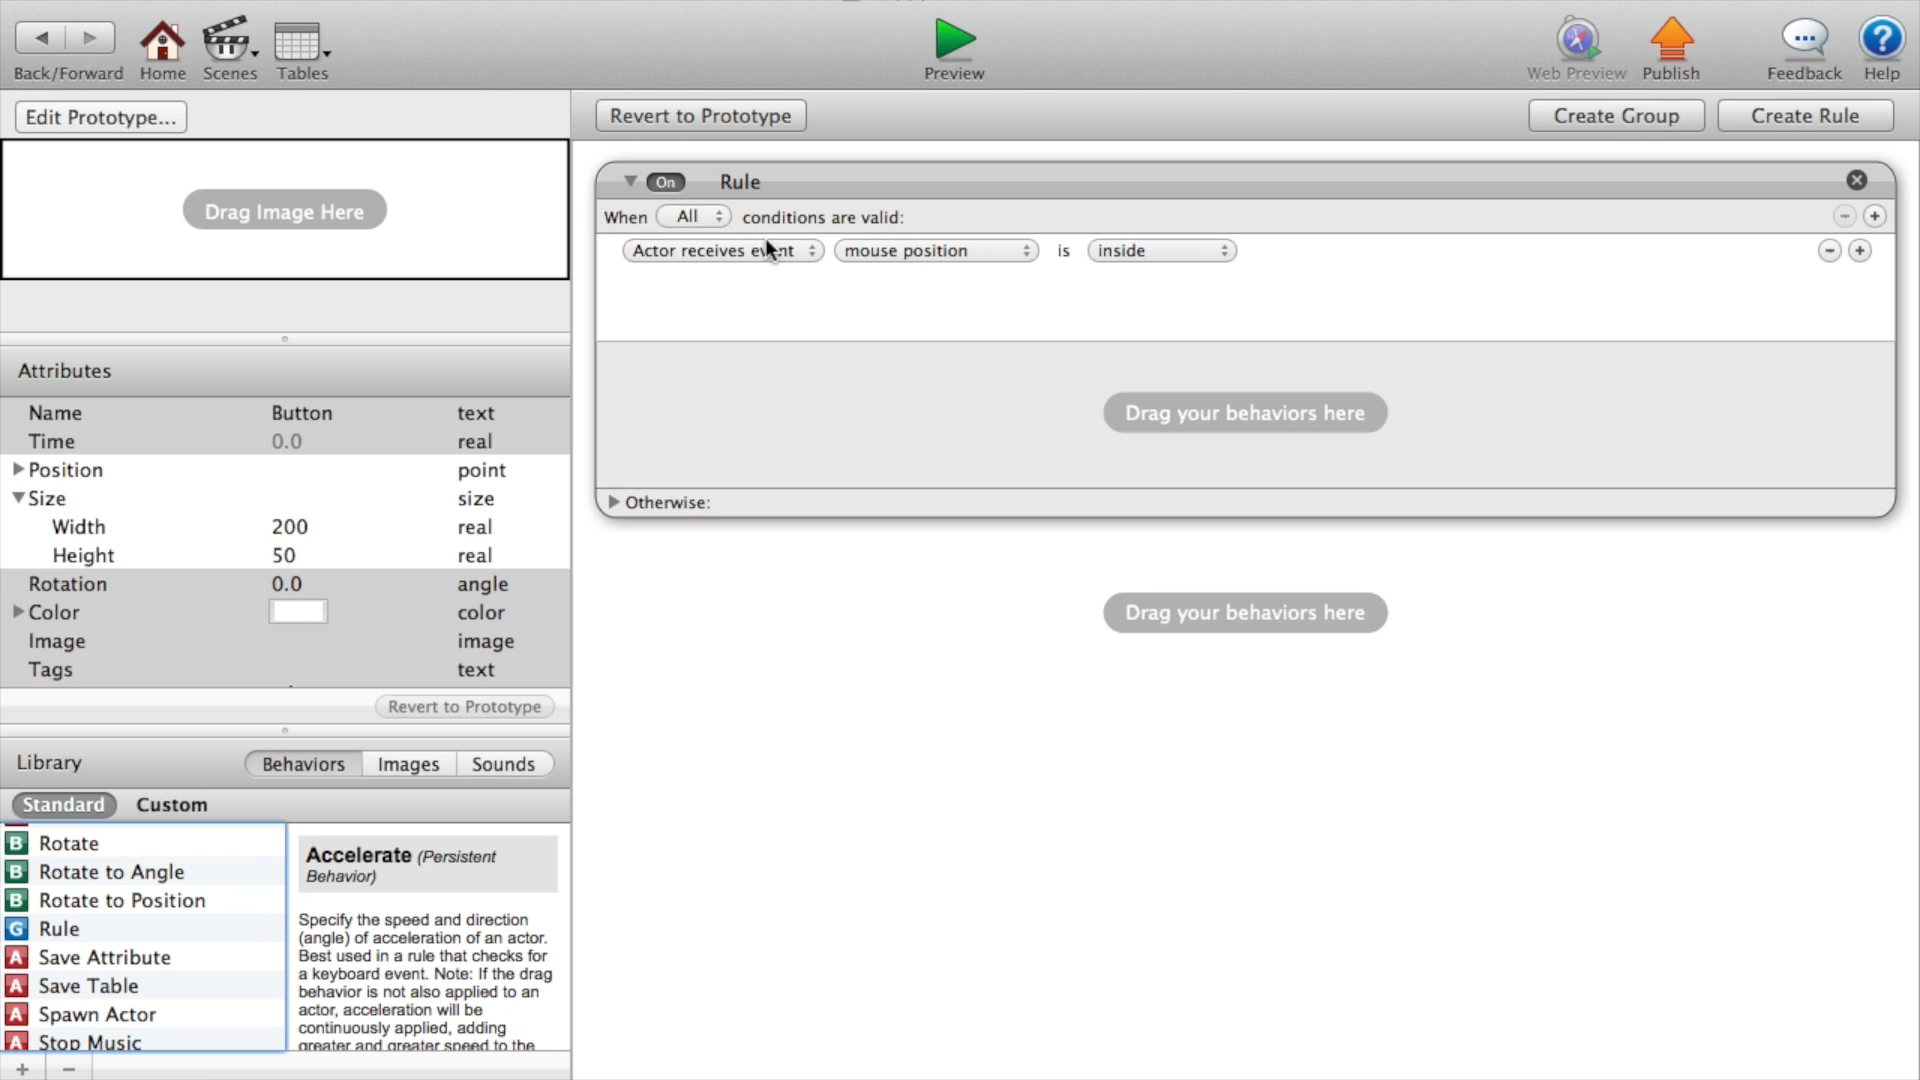 Back/Forward
Home
Scenes
Tables
Preview
Web Preview
Publish
Feedback
Help
Edit Prototype...
Revert to Prototype
Create Group
Create Rule
Drag Image Here
On
Rule
When All conditions are valid:
Actor receives event mouse position is inside
Drag your behaviors here
Otherwise:
Drag your behaviors here
Attributes
Name Button text
Time 0.0 real
Position point
Size size
Width 200 real
Height 50 real
Rotation 0.0 angle
Color color
Image image
Tags text
Revert to Prototype
Library
Behaviors
Images
Sounds
Standard
Custom
B Rotate
B Rotate to Angle
B Rotate to Position
G Rule
A Save Attribute
A Save Table
A Spawn Actor
A Stop Music
Accelerate (Persistent
Behavior)
Specify the speed and direction
(angle) of acceleration of an actor.
Best used in a rule that checks for
a keyboard event. Note: If the drag
behavior is not also applied to an
actor, acceleration will be
continuously applied, adding
greater and greater speed to the